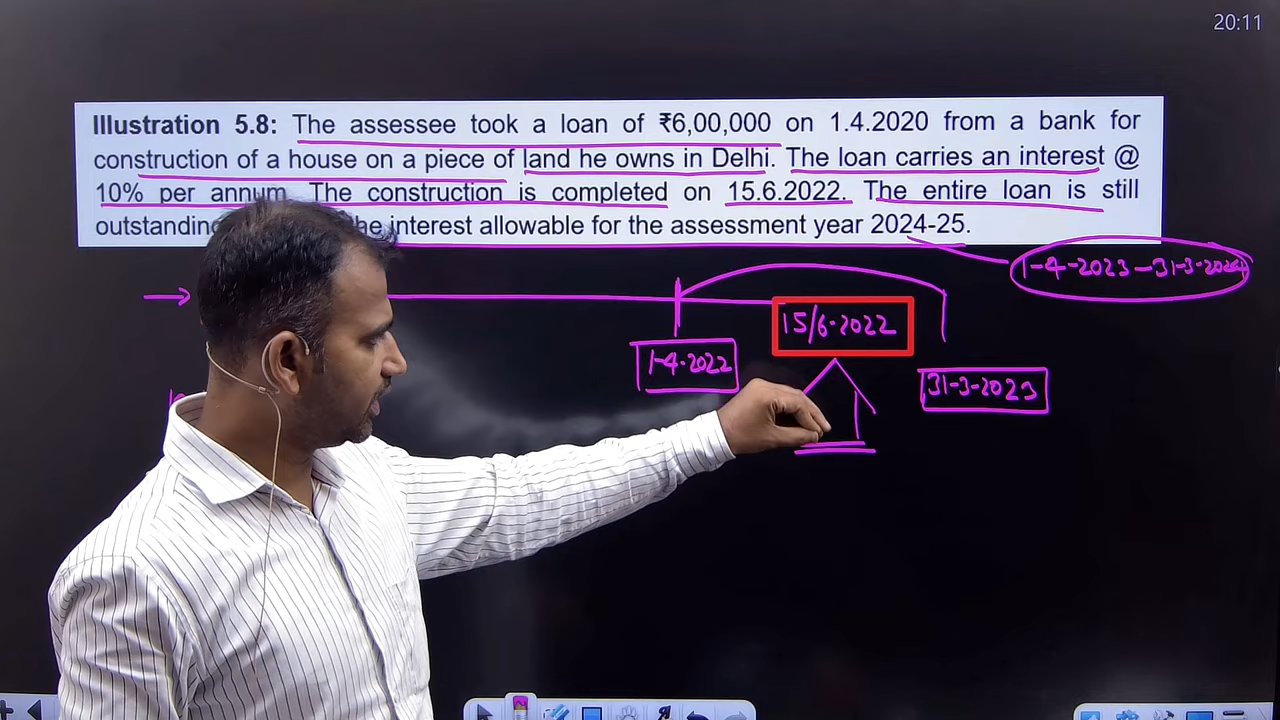 20:11
Illustration 5.8: The assessee took a loan of ₹6,00,000 on 1.4.2020 from a bank for
construction of a house on a piece of land he owns in Delhi. The loan carries an interest @
10% per annum. The construction is completed on 15.6.2022. The entire loan is still
outstanding he interest allowable for the assessment year 2024-25.
1-4-2023-31-3-2024
15/6-2022
1-4-2022
31-3-2023